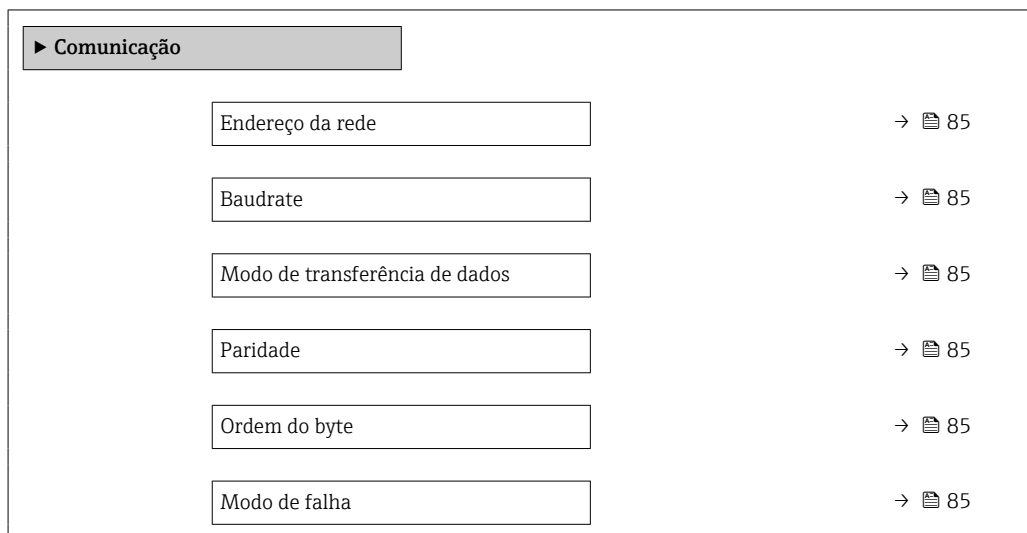 ▶ Comunicação
Endereço da rede → 85
Baudrate → 85
Modo de transferência de dados → 85
Paridade → 85
Ordem do byte → 85
Modo de falha → 85